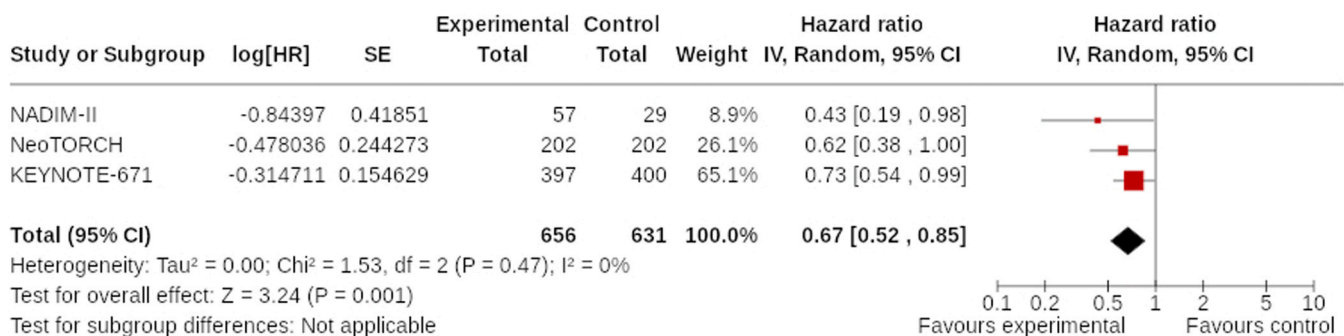 Experimental Control Hazard ratio Hazard ratio
Study or Subgroup log[HR] SE Total Total Weight IV, Random, 95% CI IV, Random, 95% CI
NADIM-II -0.84397 0.41851 57 29 8.9% 0.43 [0.19 , 0.98]
NeoTORCH -0.478036 0.244273 202 202 26.1% 0.62 [0.38 , 1.00]
KEYNOTE-671 -0.314711 0.154629 397 400 65.1% 0.73 [0.54 , 0.99]
Total (95% CI) 656 631 100.0% 0.67 [0.52 , 0.85]
Heterogeneity: Tau² = 0.00; Chi² = 1.53, df = 2 (P = 0.47); I² = 0%
Test for overall effect: Z = 3.24 (P = 0.001)
0.1 0.2 0.5 1 2 5 10
Test for subgroup differences: Not applicable Favours experimental Favours control